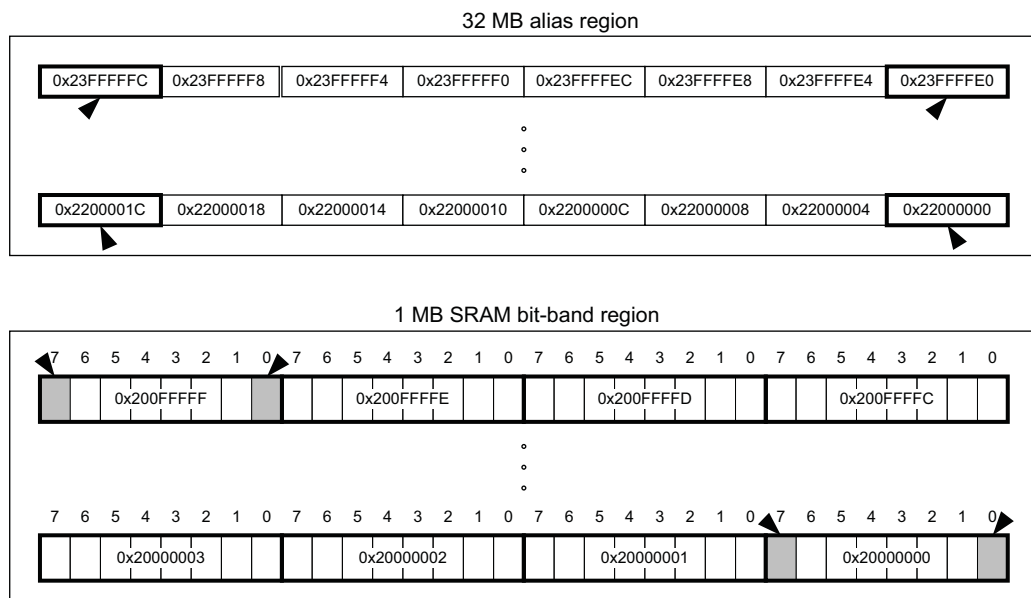 32 MB alias region
0x23FFFFFC 0x23FFFFF8 0x23FFFFF4 0x23FFFFF0 0x23FFFFEC 0x23FFFFE8 0x23FFFFE4 0x23FFFFE0
0x2200001C 0x22000018 0x22000014 0x22000010 0x2200000C 0x22000008 0x22000004 0x22000000
1 MB SRAM bit-band region
7 6 5 4 3 2 1 0 7 6 5 4 3 2 1 0 7 6 5 4 3 2 1 0 7 6 5 4 3 2 1 0
0x200FFFFF 0x200FFFFE 0x200FFFFD 0x200FFFFC
7 6 5 4 3 2 1 0 7 6 5 4 3 2 1 0 7 6 5 4 3 2 1 0 7 6 5 4 3 2 1 0
0x20000003 0x20000002 0x20000001 0x20000000